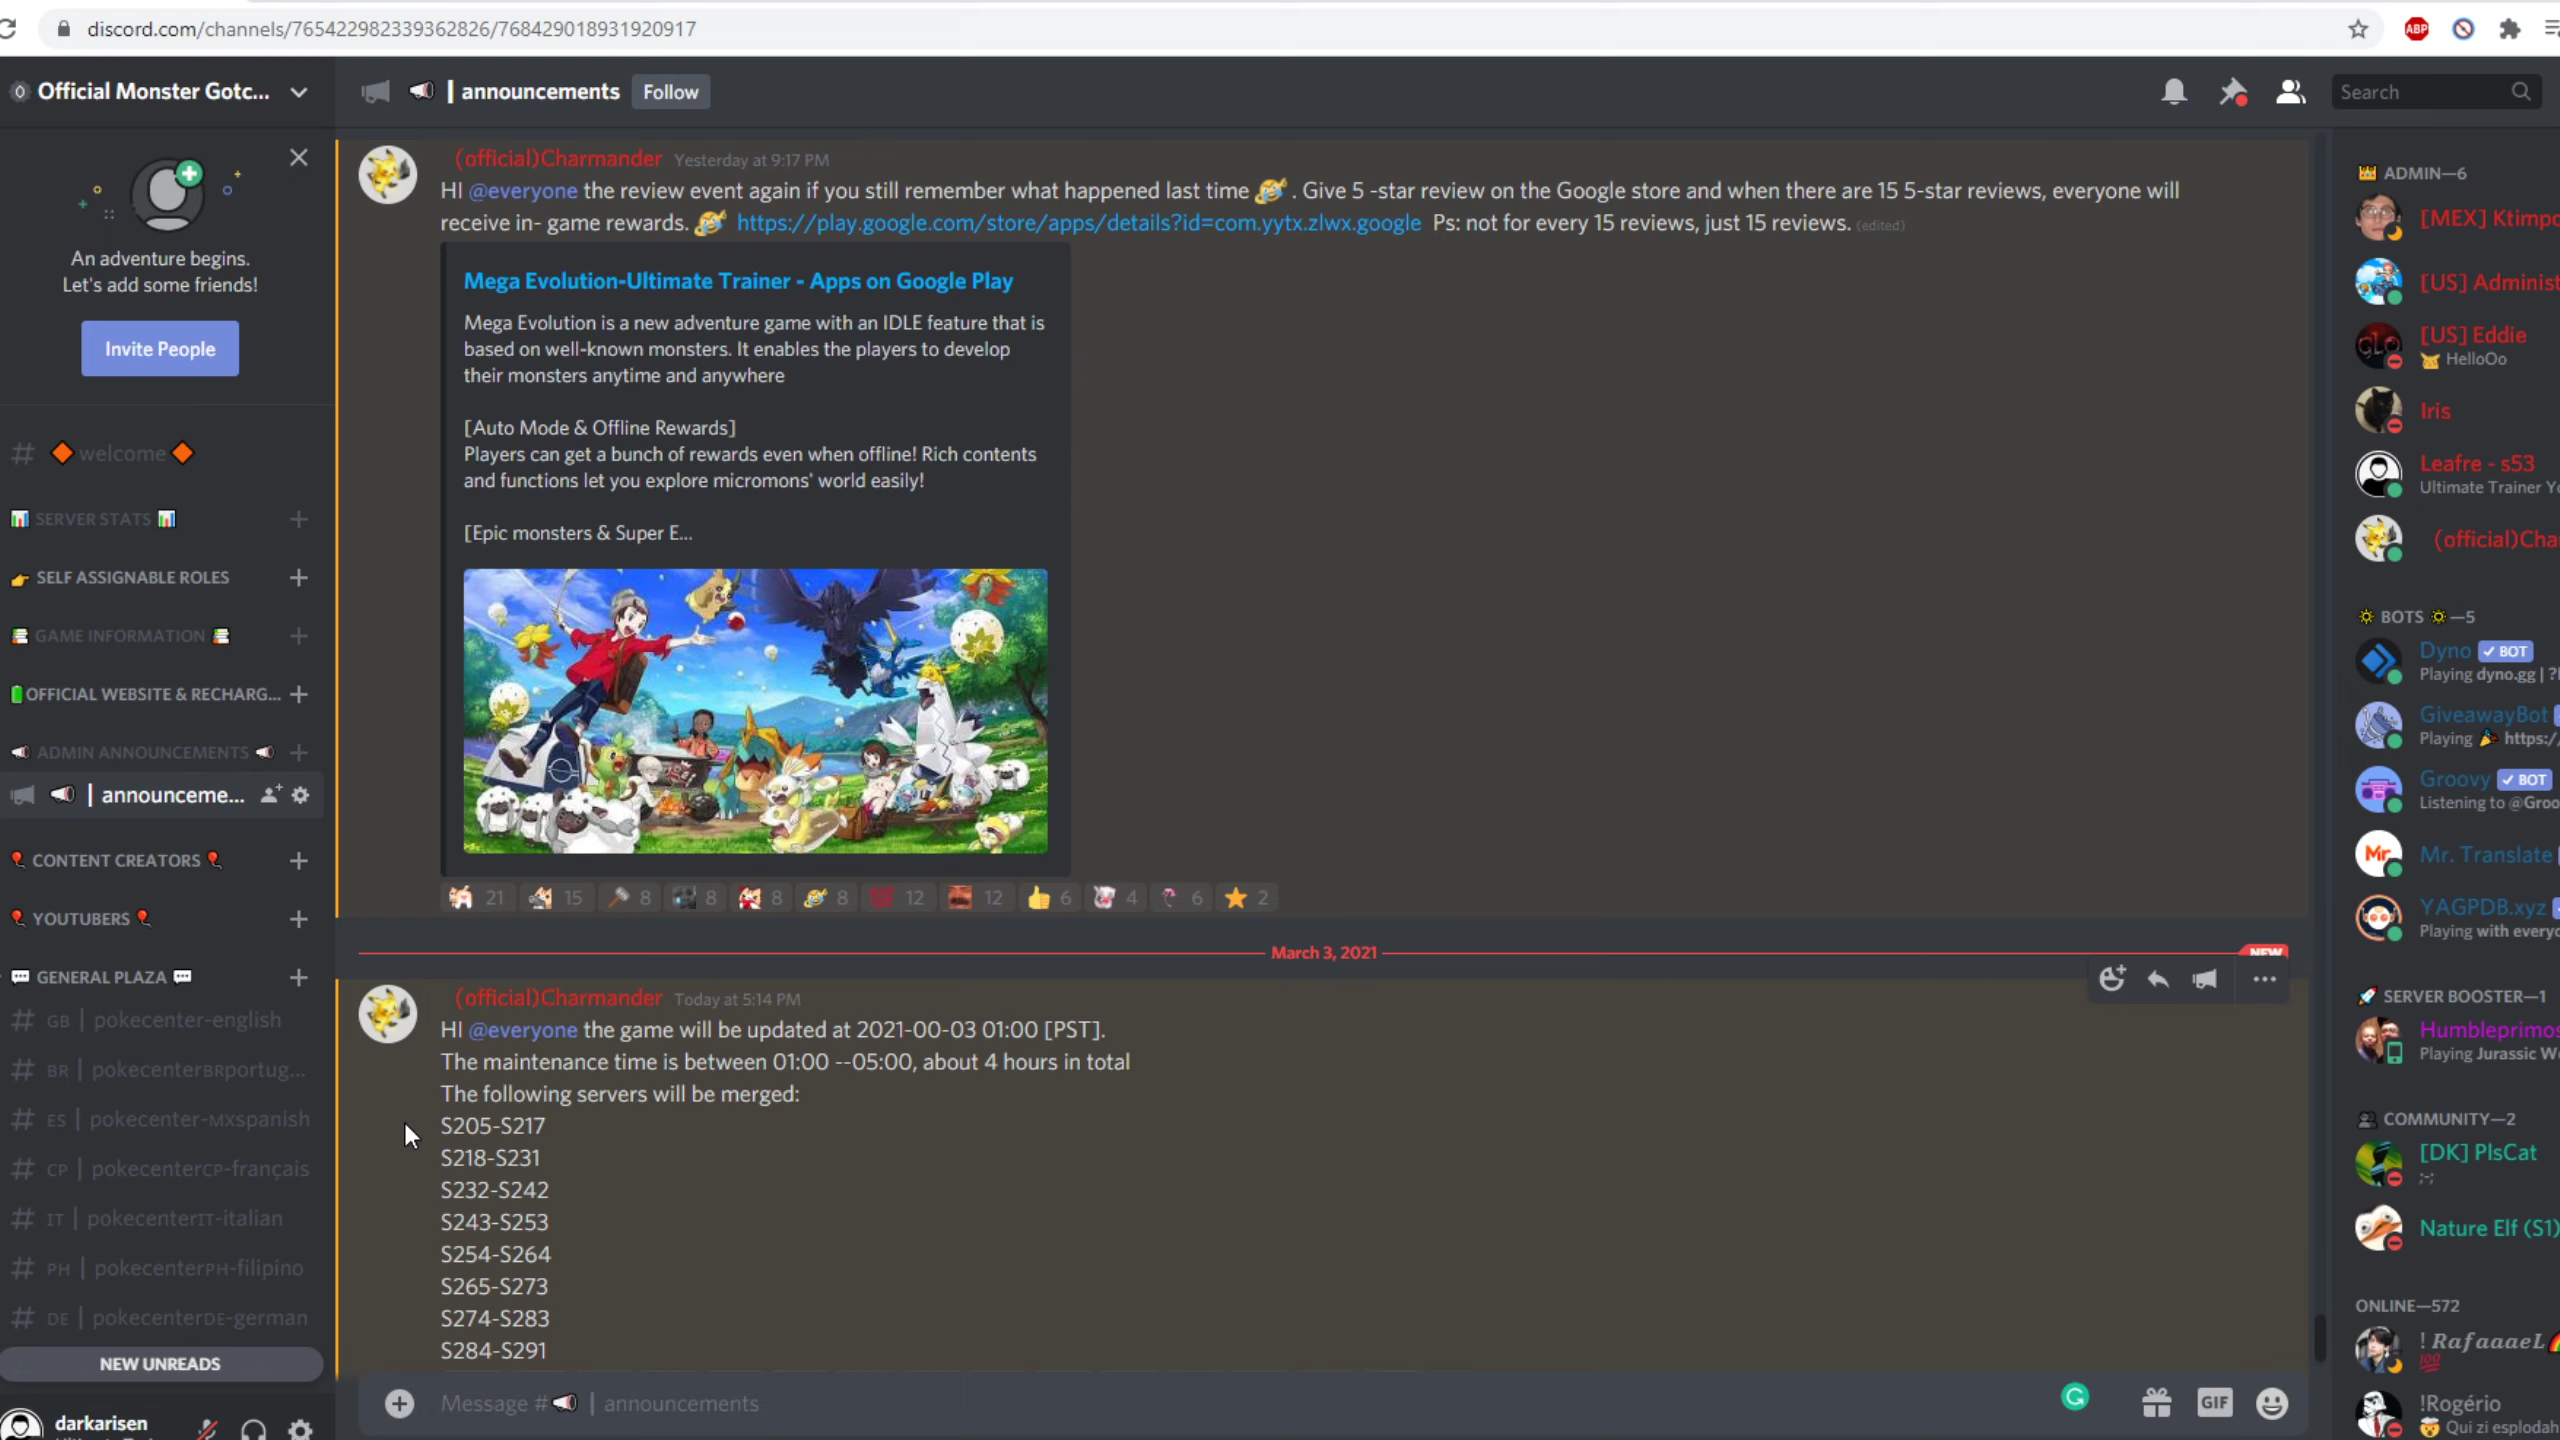 discord.com/channels/765422982339362826/768429018931920917
ABP
Official Monster Gotc...
| announcements
Follow
Search
An adventure begins.
Let's add some friends!
Invite People
# welcome
SERVER STATS
SELF ASSIGNABLE ROLES
GAME INFORMATION
OFFICIAL WEBSITE & RECHARG...
ADMIN ANNOUNCEMENTS
| announceme...
CONTENT CREATORS
YOUTUBERS
GENERAL PLAZA
# GB | pokecenter-english
# BR | pokecenterBRportug...
# ES | pokecenter-MXspanish
# CP | pokecenterCP-français
# IT | pokecenterIT-italian
# PH | pokecenterPH-filipino
# DE | pokecenterDE-german
NEW UNREADS
darkarisen
(official)Charmander Yesterday at 9:17 PM
HI @everyone the review event again if you still remember what happened last time . Give 5 -star review on the Google store and when there are 15 5-star reviews, everyone will
receive in- game rewards. https://play.google.com/store/apps/details?id=com.yytx.zlwx.google Ps: not for every 15 reviews, just 15 reviews. (edited)
Mega Evolution-Ultimate Trainer - Apps on Google Play
Mega Evolution is a new adventure game with an IDLE feature that is
based on well-known monsters. It enables the players to develop
their monsters anytime and anywhere
[Auto Mode & Offline Rewards]
Players can get a bunch of rewards even when offline! Rich contents
and functions let you explore micromons' world easily!
[Epic monsters & Super E...
21 15 8 8 8 8 12 12 6 4 6 2
March 3, 2021
NEW
(official)Charmander Today at 5:14 PM
HI @everyone the game will be updated at 2021-00-03 01:00 [PST].
The maintenance time is between 01:00 --05:00, about 4 hours in total
The following servers will be merged:
S205-S217
S218-S231
S232-S242
S243-S253
S254-S264
S265-S273
S274-S283
S284-S291
Message # | announcements
GIF
ADMIN—6
[MEX] Ktimpo
[US] Administ
[US] Eddie
HelloOo
Iris
Leafre - s53
Ultimate Trainer Yo
(official)Cha
BOTS —5
Dyno BOT
Playing dyno.gg | ?
GiveawayBot
Playing https:/
Groovy BOT
Listening to @Groo
Mr. Translate
YAGPDB.xyz
Playing with everyo
SERVER BOOSTER—1
Humbleprimos
Playing Jurassic W
COMMUNITY—2
[DK] PlsCat
;-;
Nature Elf (S1)
ONLINE—572
! RafaaaeL
!Rogério
Qui zi esplodah